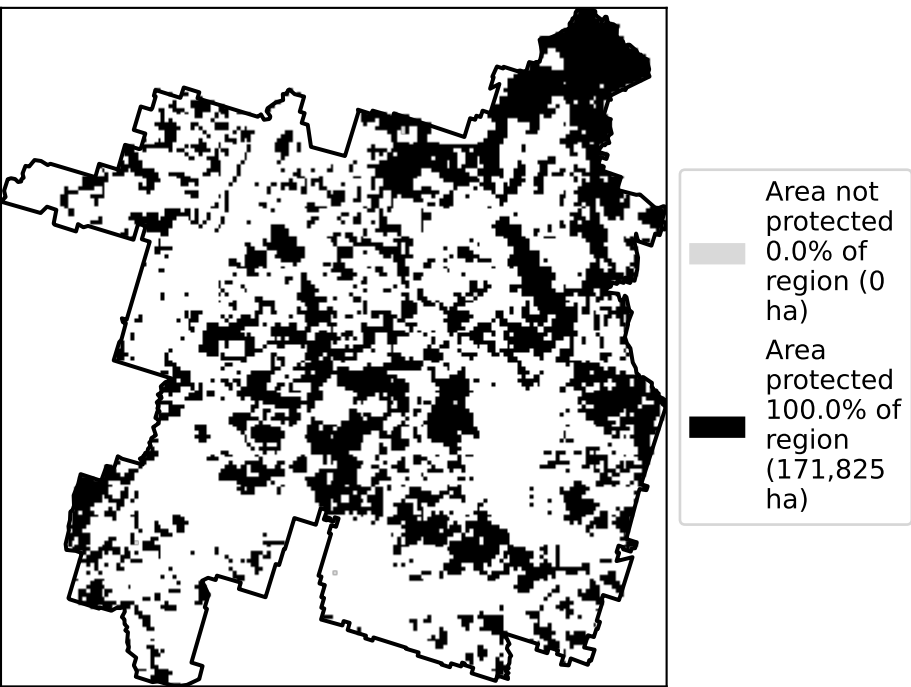 Area not
protected
0.0% of
region (0
ha)
Area
protected
100.0% of
region
(171,825
ha)